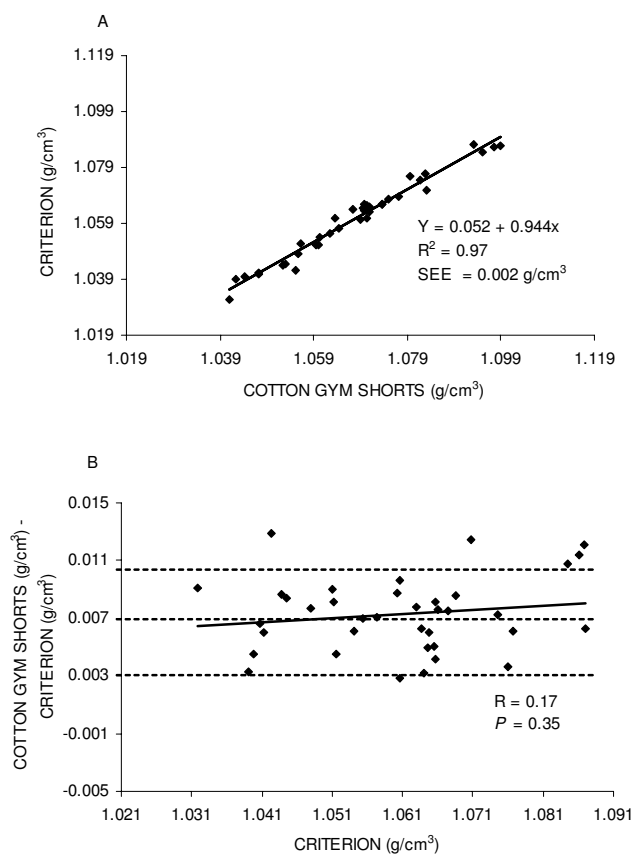 A
1.119
1.099
1.079
1.059
1.039
1.019
CRITERION (g/cm³)
Y = 0.052 + 0.944x
R² = 0.97
SEE = 0.002 g/cm³
1.019 1.039 1.059 1.079 1.099 1.119
COTTON GYM SHORTS (g/cm³)
B
0.015
0.011
0.007
0.003
-0.001
-0.005
COTTON GYM SHORTS (g/cm³) -
CRITERION (g/cm³)
R = 0.17
P = 0.35
1.021 1.031 1.041 1.051 1.061 1.071 1.081 1.091
CRITERION (g/cm³)